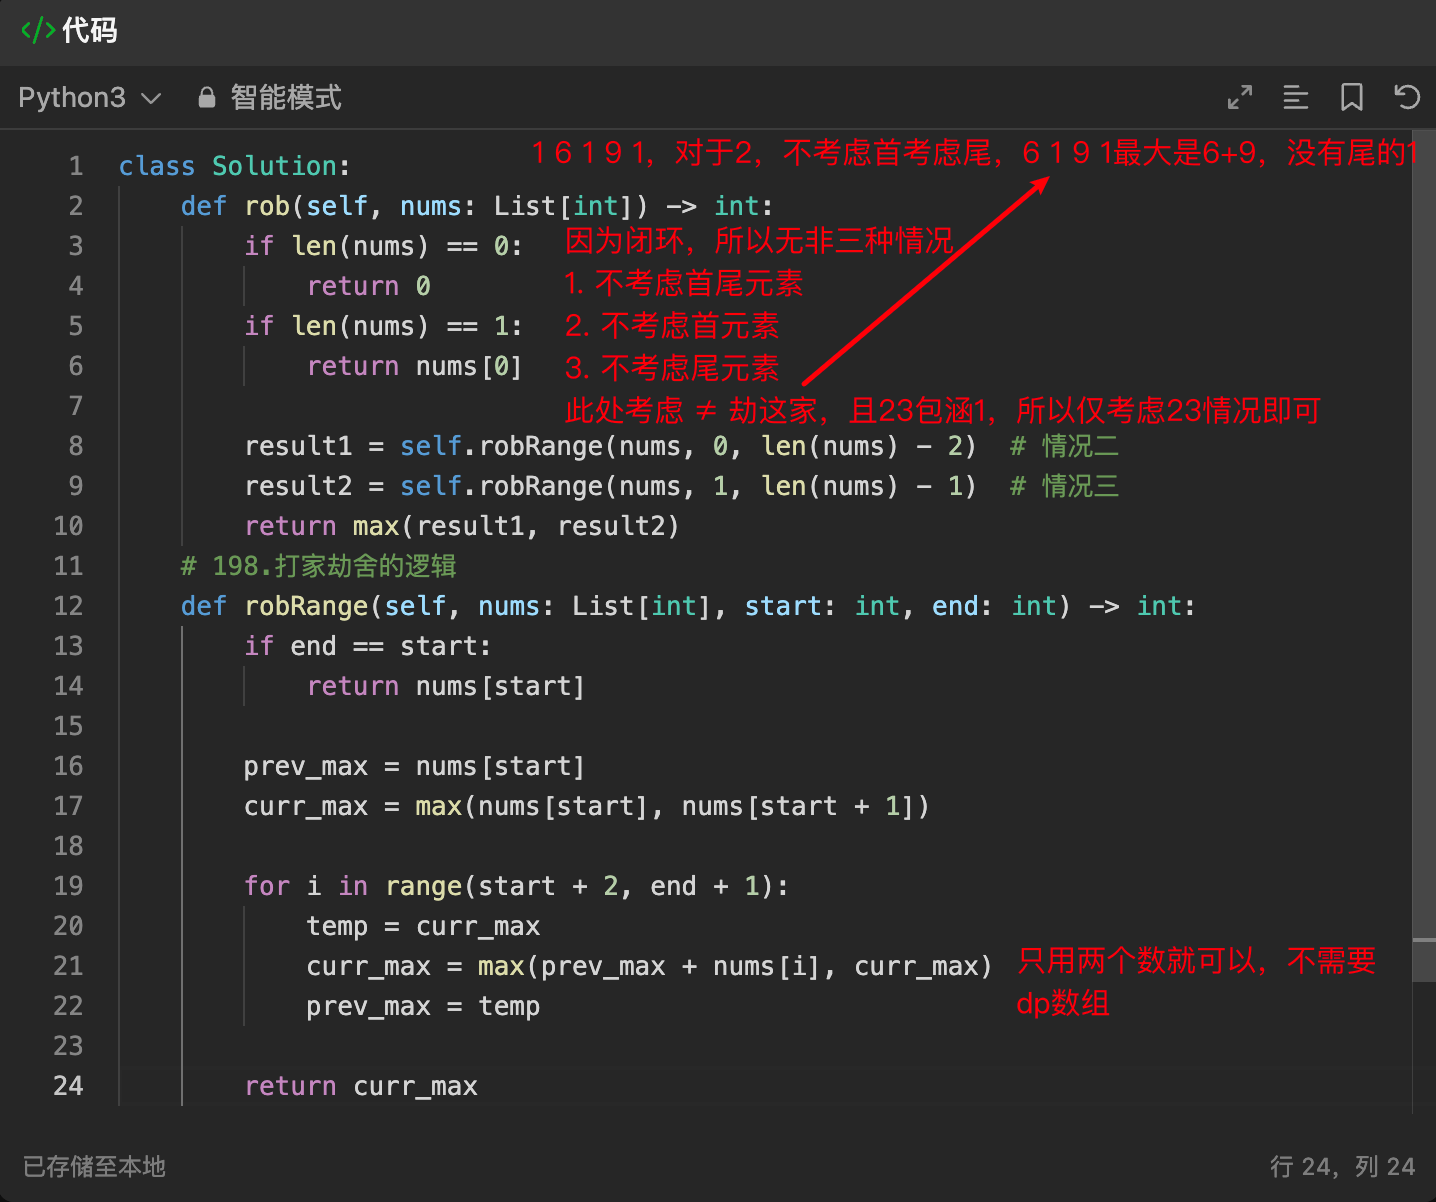 </> 代码
Python3 智能模式
1 6 1 9 1，对于2，不考虑首考虑尾，6 1 9 1最大是6+9，没有尾的1
1 class Solution:
2 def rob(self, nums: List[int]) -> int:
3 if len(nums) == 0: 因为闭环，所以无非三种情况
4 return 0 1. 不考虑首尾元素
5 if len(nums) == 1: 2. 不考虑首元素
6 return nums[0] 3. 不考虑尾元素
7 此处考虑 ≠ 劫这家，且23包涵1，所以仅考虑23情况即可
8 result1 = self.robRange(nums, 0, len(nums) - 2) # 情况二
9 result2 = self.robRange(nums, 1, len(nums) - 1) # 情况三
10 return max(result1, result2)
11 # 198.打家劫舍的逻辑
12 def robRange(self, nums: List[int], start: int, end: int) -> int:
13 if end == start:
14 return nums[start]
15
16 prev_max = nums[start]
17 curr_max = max(nums[start], nums[start + 1])
18
19 for i in range(start + 2, end + 1):
20 temp = curr_max
21 curr_max = max(prev_max + nums[i], curr_max) 只用两个数就可以，不需要
22 prev_max = temp dp数组
23
24 return curr_max
已存储至本地 行 24，列 24